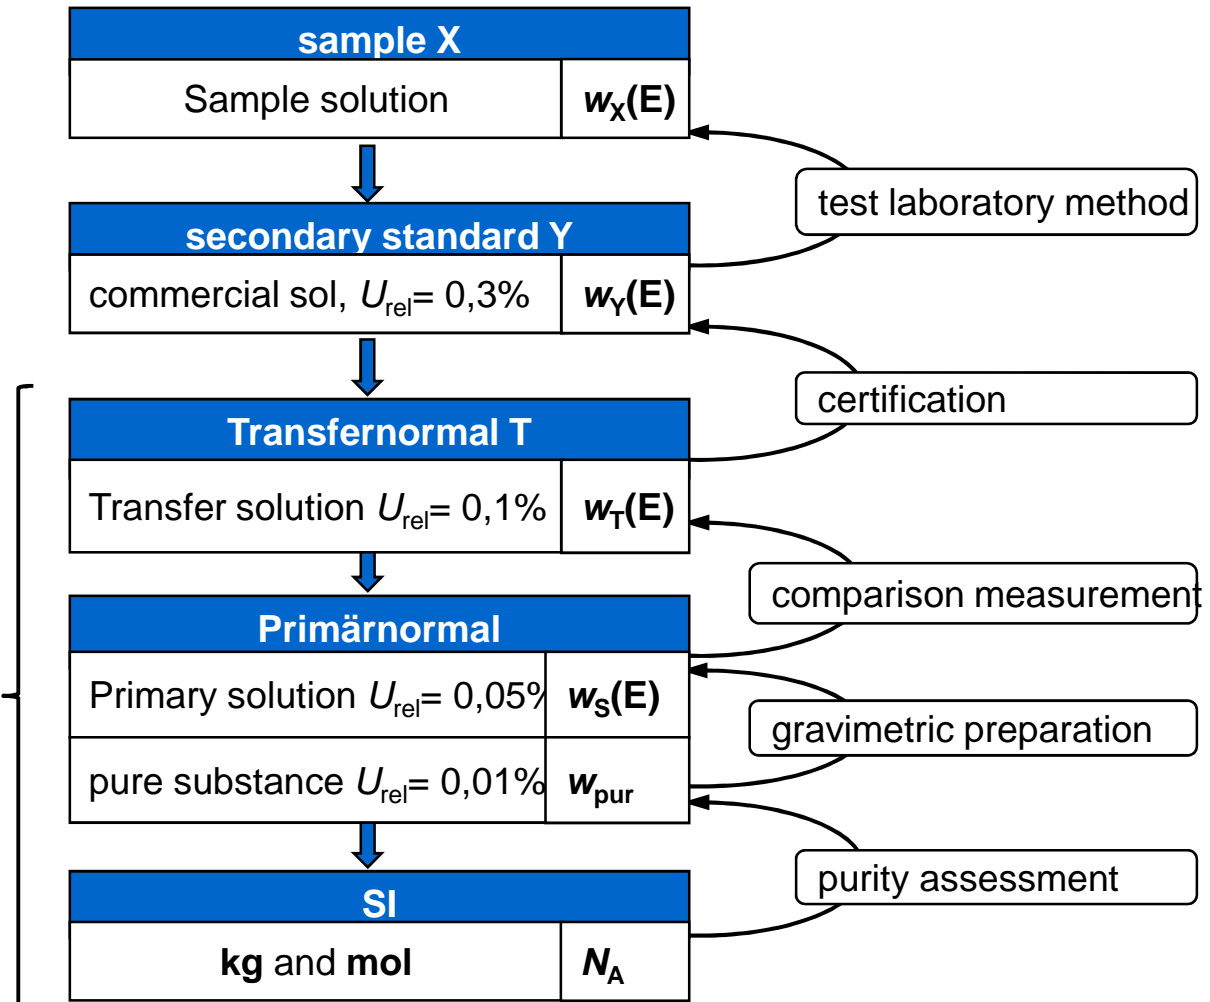 sample X
Sample solution
wX(E)
test laboratory method
secondary standard Y
commercial sol, Urel= 0,3%
wY(E)
certification
Transfernormal T
Transfer solution Urel= 0,1%
wT(E)
comparison measurement
Primärnormal
Primary solution Urel= 0,05%
wS(E)
gravimetric preparation
pure substance Urel= 0,01%
wpur
purity assessment
SI
kg and mol
NA